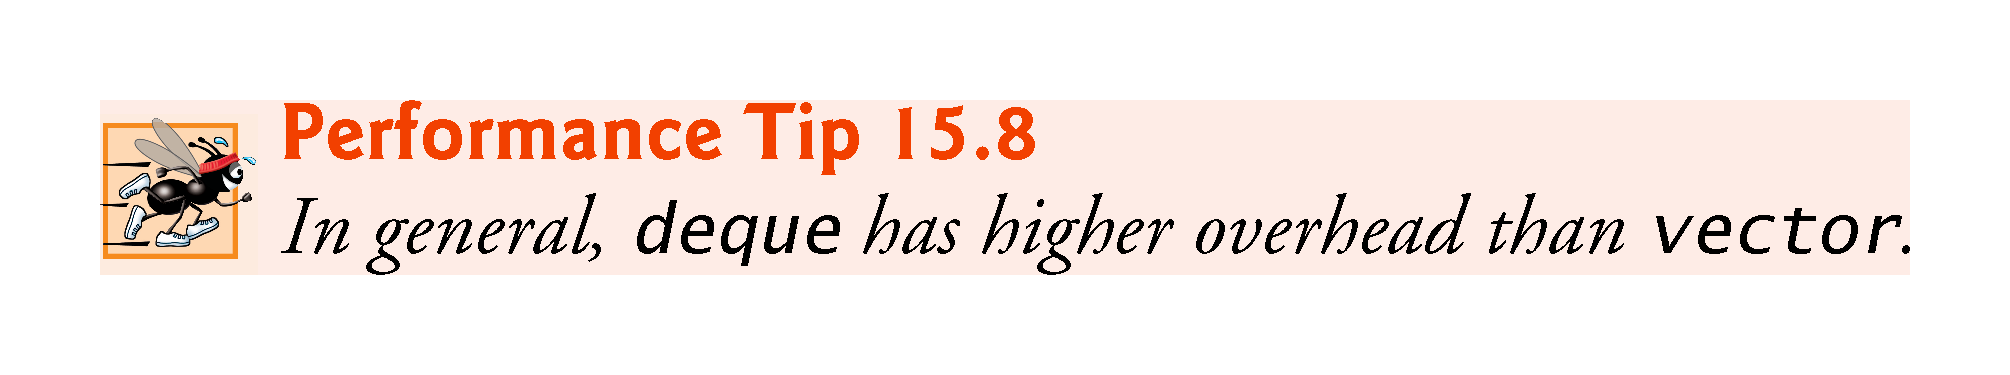 Performance Tip 15.8
In general, deque has higher overhead than vector.